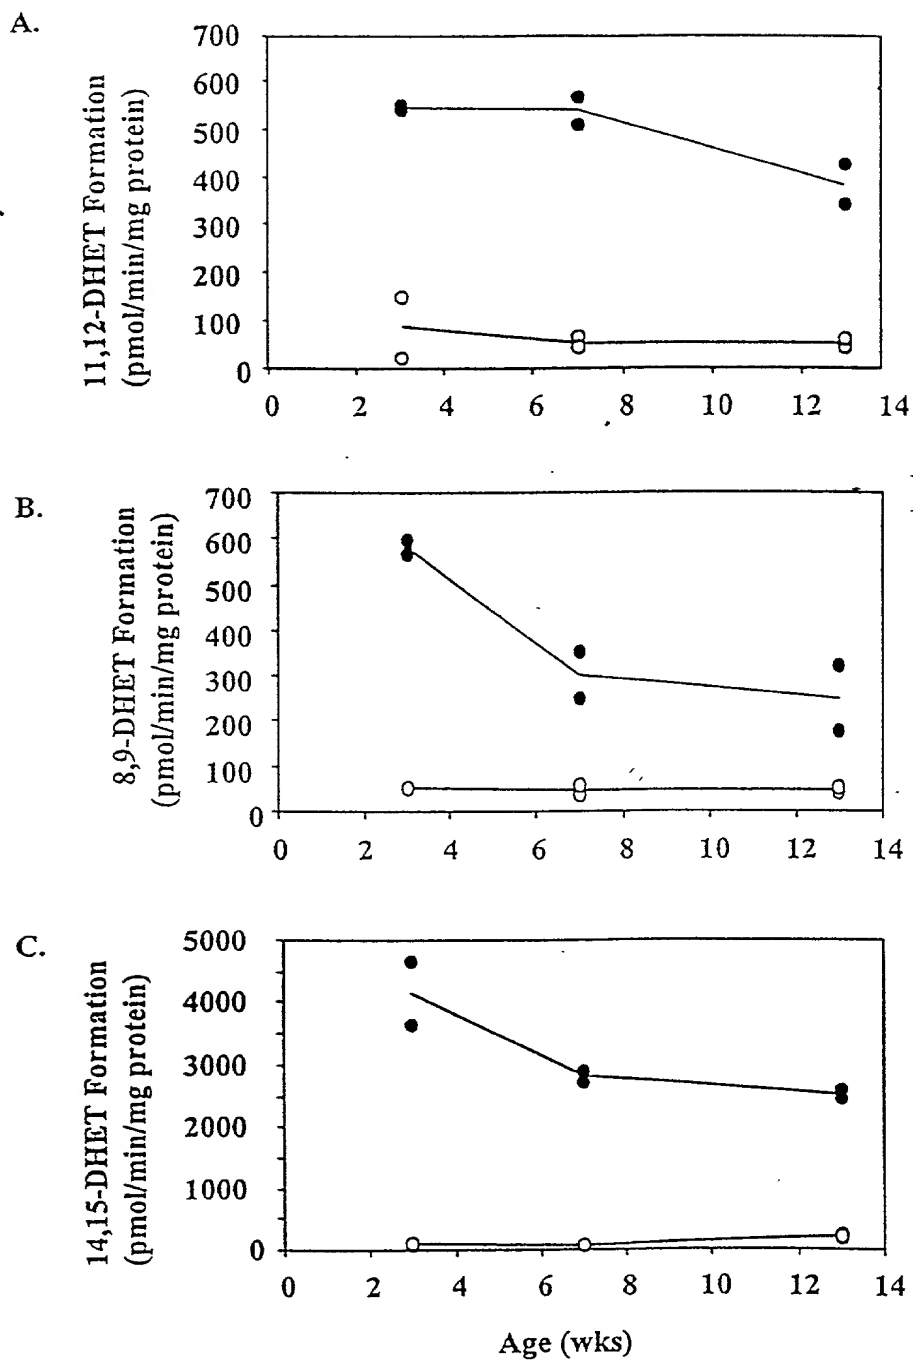 A.
11,12-DHET Formation
(pmol/min/mg protein)
700
600
500
400
300
200
100
0
0 2 4 6 8 10 12 14
B.
8,9-DHET Formation
(pmol/min/mg protein)
700
600
500
400
300
200
100
0
0 2 4 6 8 10 12 14
C.
14,15-DHET Formation
(pmol/min/mg protein)
5000
4000
3000
2000
1000
0
0 2 4 6 8 10 12 14
Age (wks)